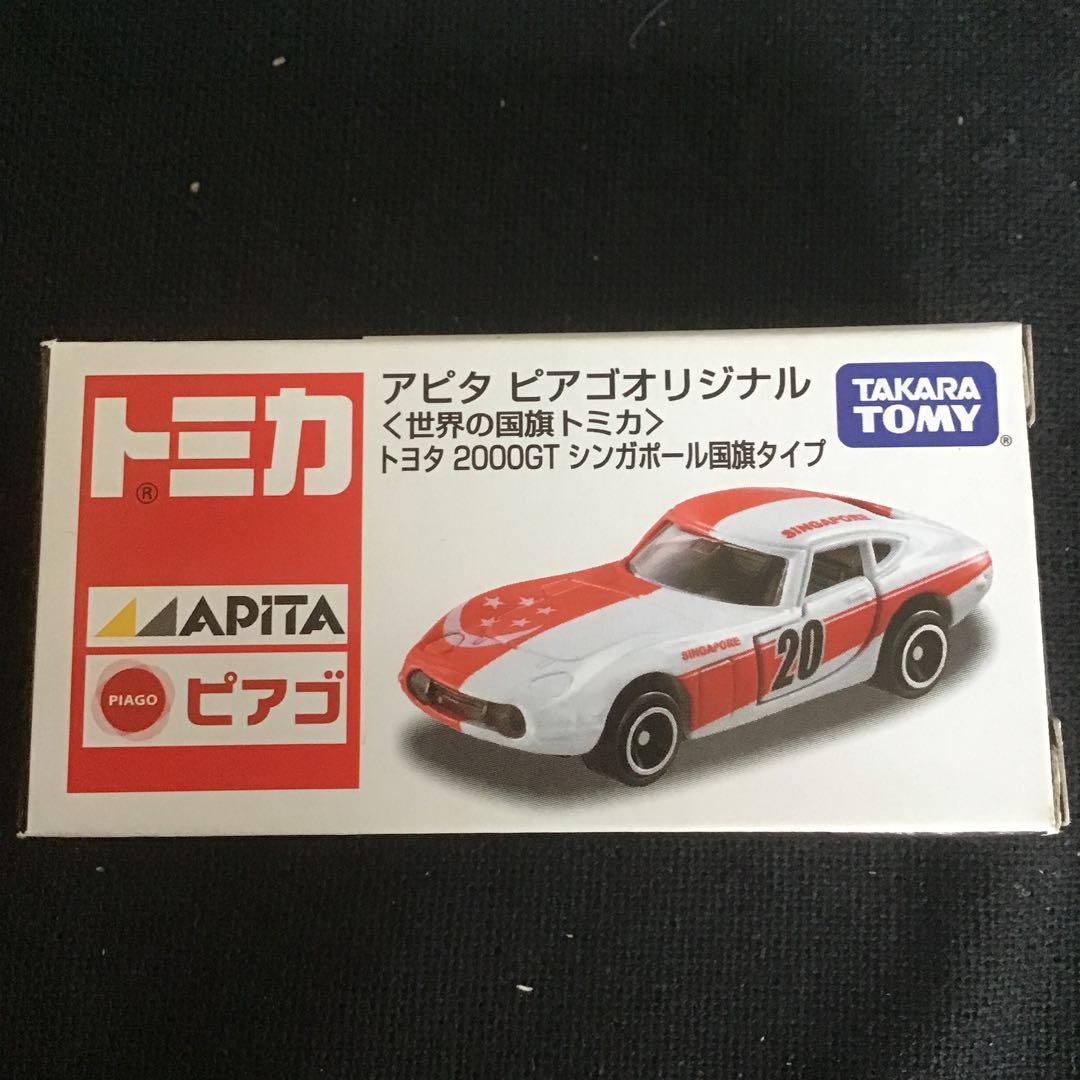 トミカ
®
APiTA
PIAGO
ピアゴ
アピタ ピアゴオリジナル
<世界の国旗トミカ>
トヨタ 2000GT シンガポール国旗タイプ
TAKARA
TOMY
®
SINGAPORE
SINGAPORE
20